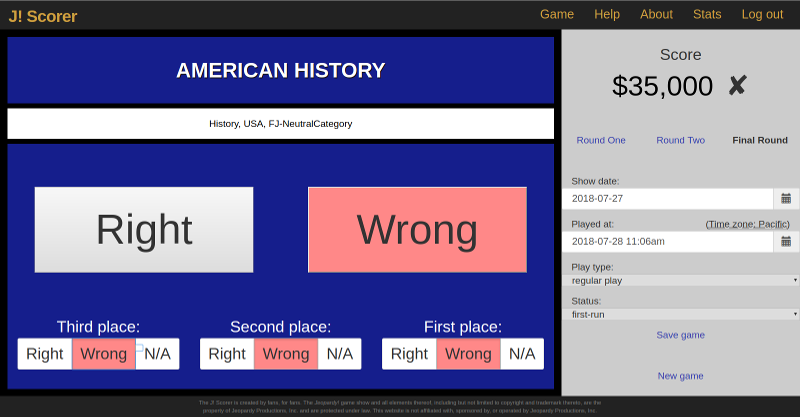 J! Scorer
Game Help About Stats Log out
AMERICAN HISTORY
History, USA, FJ-NeutralCategory
Right Wrong
Third place: Second place: First place:
Right Wrong N/A Right Wrong N/A Right Wrong N/A
Score
$35,000 ✘
Round One Round Two Final Round
Show date:
2018-07-27
Played at: (Time zone: Pacific)
2018-07-28 11:06am
Play type:
regular play
Status:
first-run
Save game
New game
The J! Scorer is created by fans, for fans. The Jeopardy! game show and all elements thereof, including but not limited to copyright and trademark thereto, are the
property of Jeopardy Productions, Inc. and are protected under law. This website is not affiliated with, sponsored by, or operated by Jeopardy Productions, Inc.